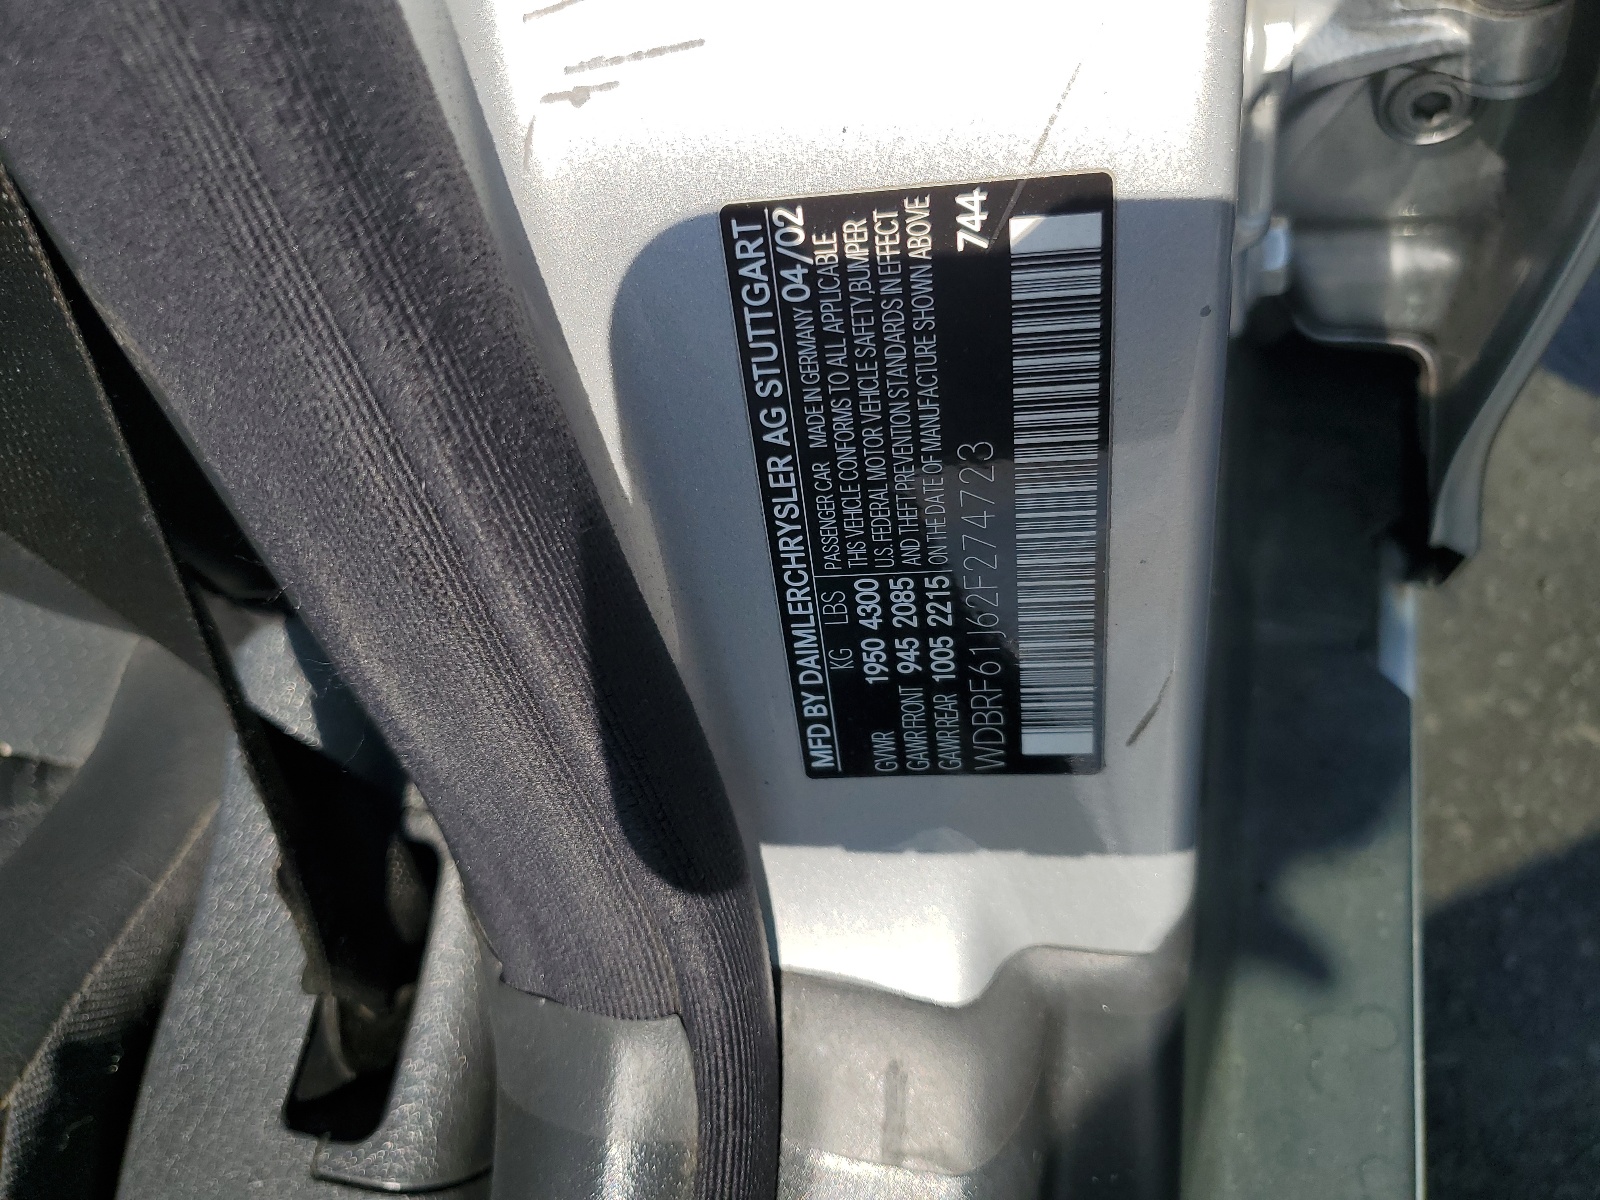 MFD BY DAIMLERCHRYSLER AG STUTTGART
KG LBS PASSENGER CAR MADE IN GERMANY 04/02
THIS VEHICLE CONFORMS TO ALL APPLICABLE
GVWR 1950 4300 U.S. FEDERAL MOTOR VEHICLE SAFETY,BUMPER
GAWR FRONT 945 2085 AND THEFT PREVENTION STANDARDS IN EFFECT
GAWR REAR 1005 2215 ON THE DATE OF MANUFACTURE SHOWN ABOVE
WDBRF61J62F274723 744